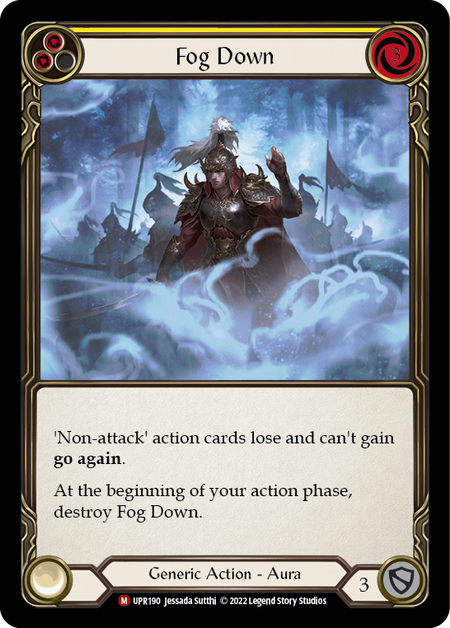 Fog Down
3
'Non-attack' action cards lose and can't gain
go again.
At the beginning of your action phase,
destroy Fog Down.
Generic Action - Aura
3
M UPR190 Jessada Sutthi © 2022 Legend Story Studios